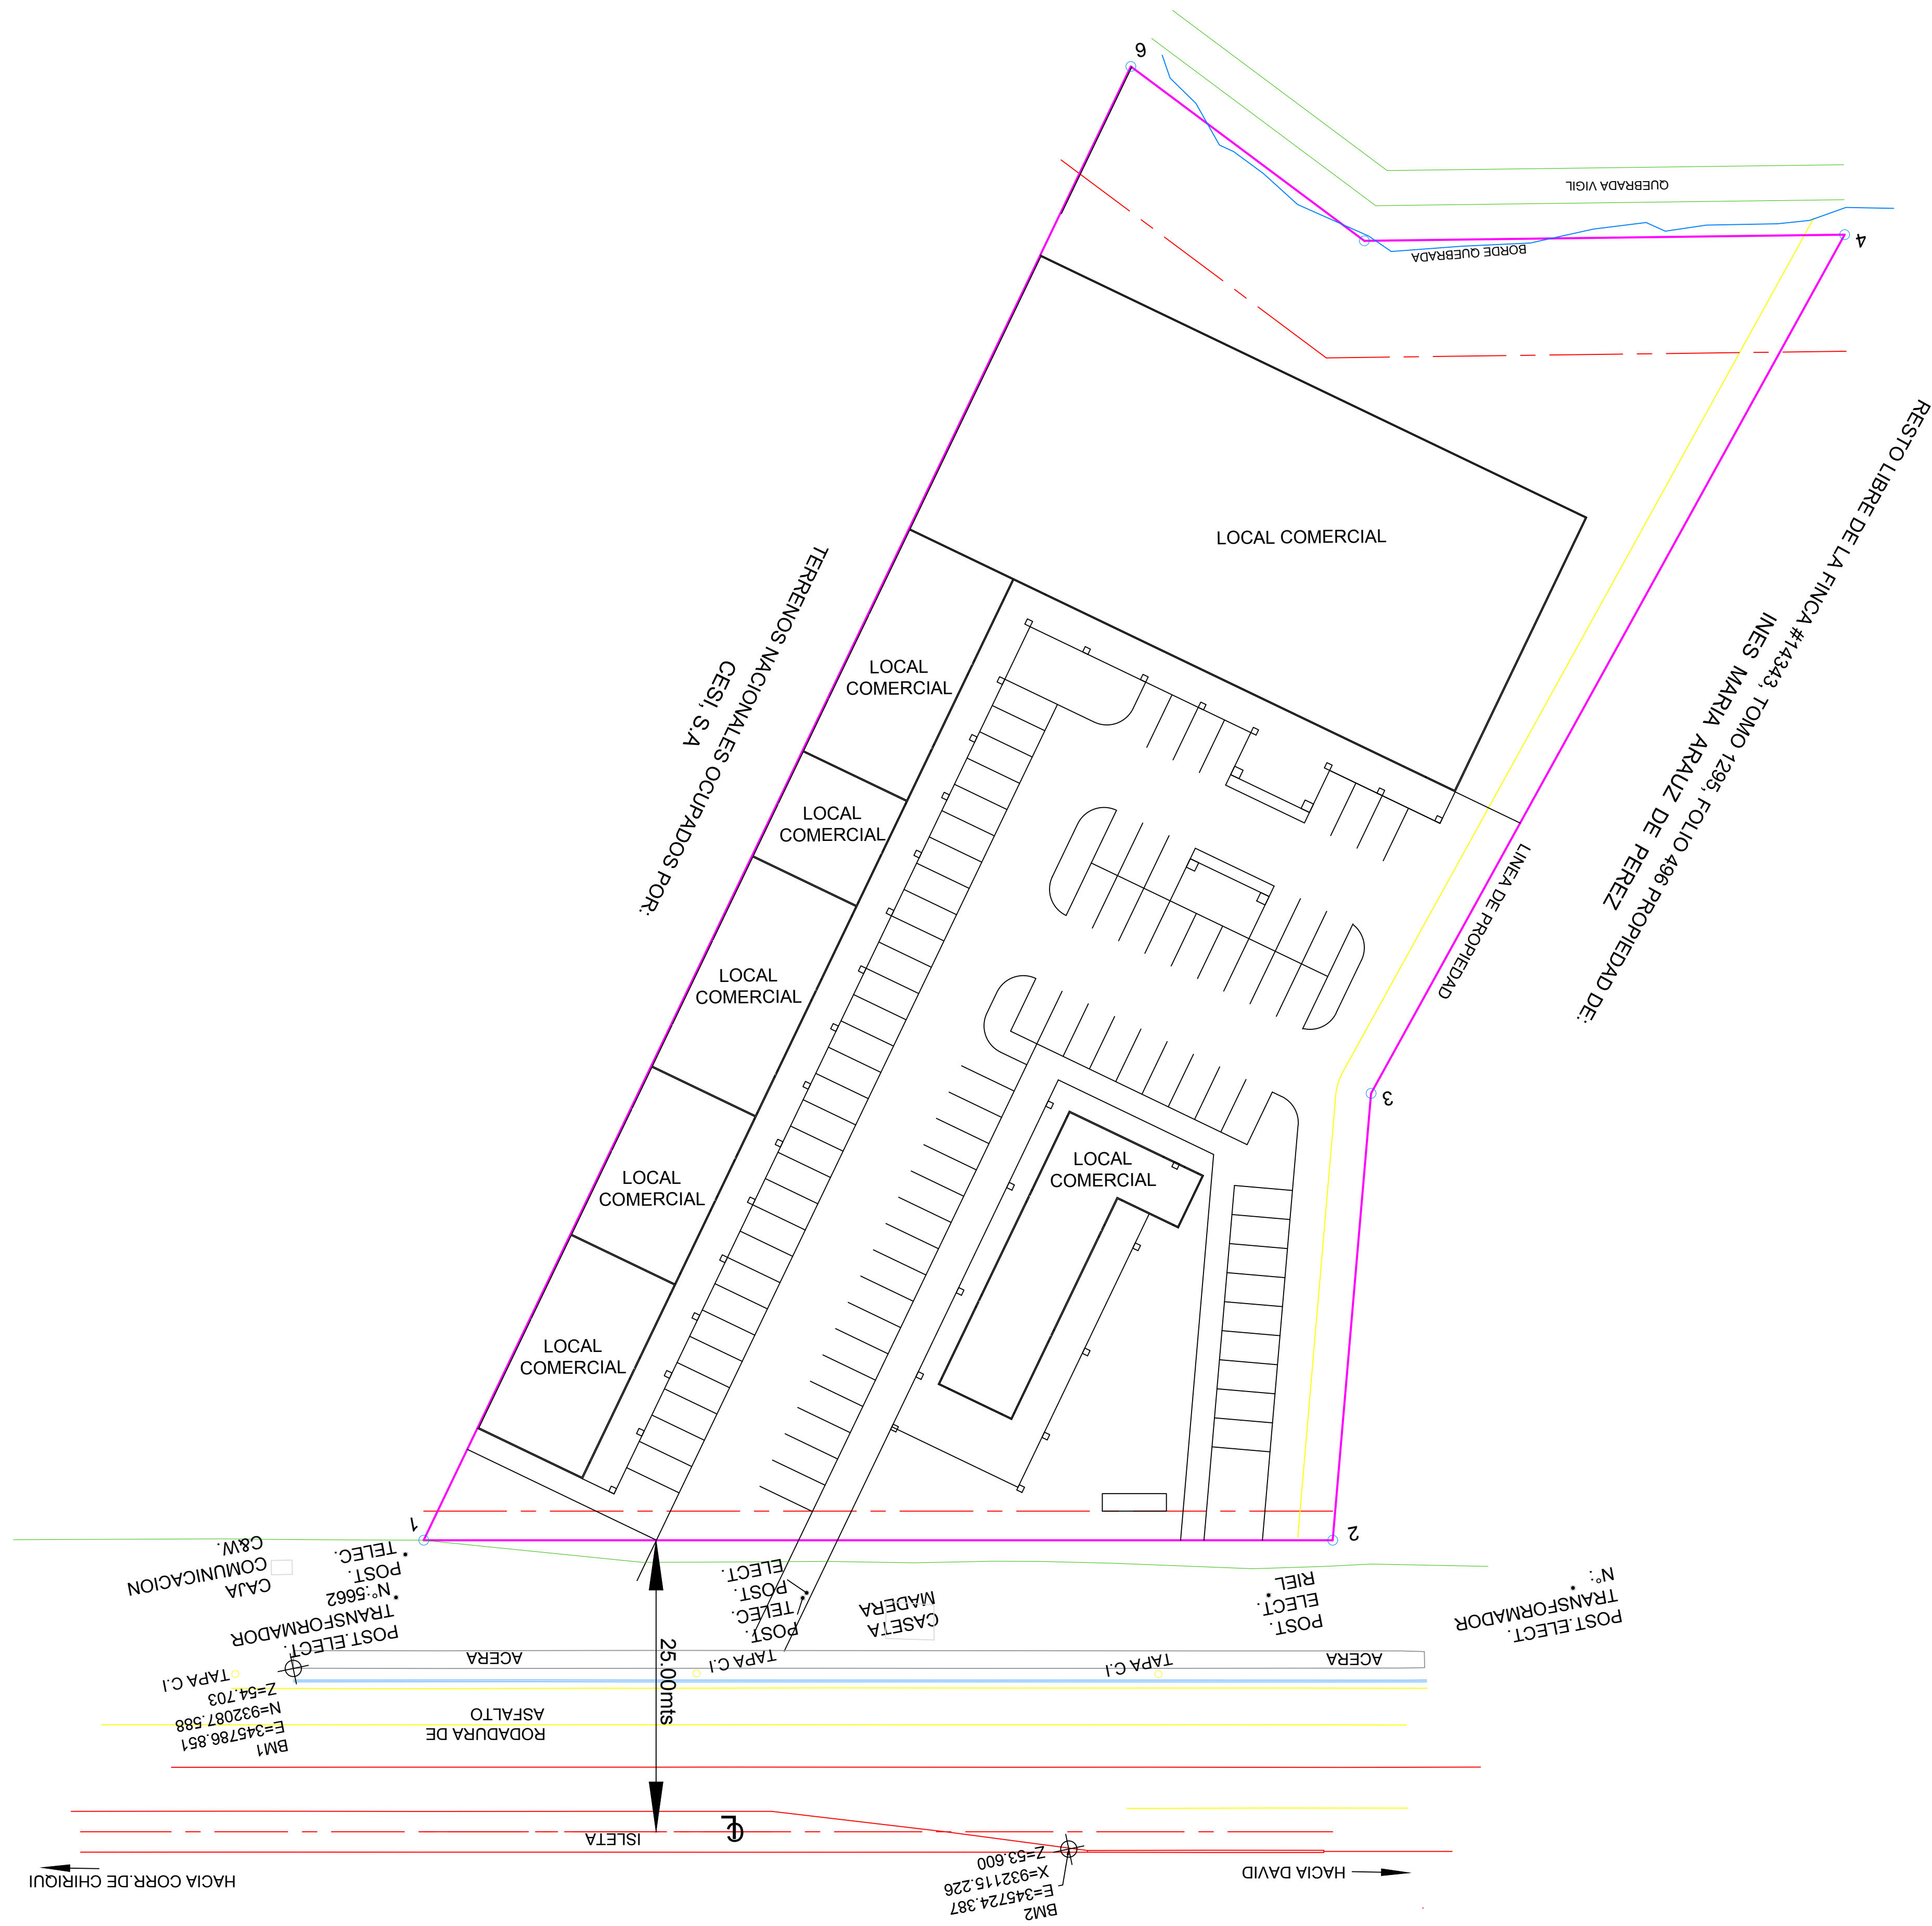 6
QUEBRADA VIGIL
BORDE QUEBRADA
4
RESTO LIBRE DE LA FINCA #14343, TOMO 1295, FOLIO 496 PROPIEDAD DE:
INES MARIA ARAUZ DE PEREZ
LINEA DE PROPIEDAD
TERRENOS NACIONALES OCUPADOS POR:
CESI, S.A
LOCAL COMERCIAL
LOCAL
COMERCIAL
LOCAL
COMERCIAL
LOCAL
COMERCIAL
LOCAL
COMERCIAL
LOCAL
COMERCIAL
LOCAL
COMERCIAL
3
1
2
CAJA
COMUNICACION
C&W.
POST.
TELEC.
POST.ELECT.
TRANSFORMADOR
N°:5662
POST.
TELEC.
POST.
ELECT.
CASETA
MADERA
POST.
ELECT.
RIEL
POST.ELECT.
TRANSFORMADOR
N°:
TAPA C.I
ACERA
TAPA C.I
TAPA C.I
ACERA
25.00mts
BM1
E=345786.851
N=932087.588
Z=54.703
RODADURA DE
ASFALTO
ISLETA
CL
HACIA CORR.DE CHIRIQUI
BM2
E=345724.387
X=932115.226
Z=53.600
HACIA DAVID